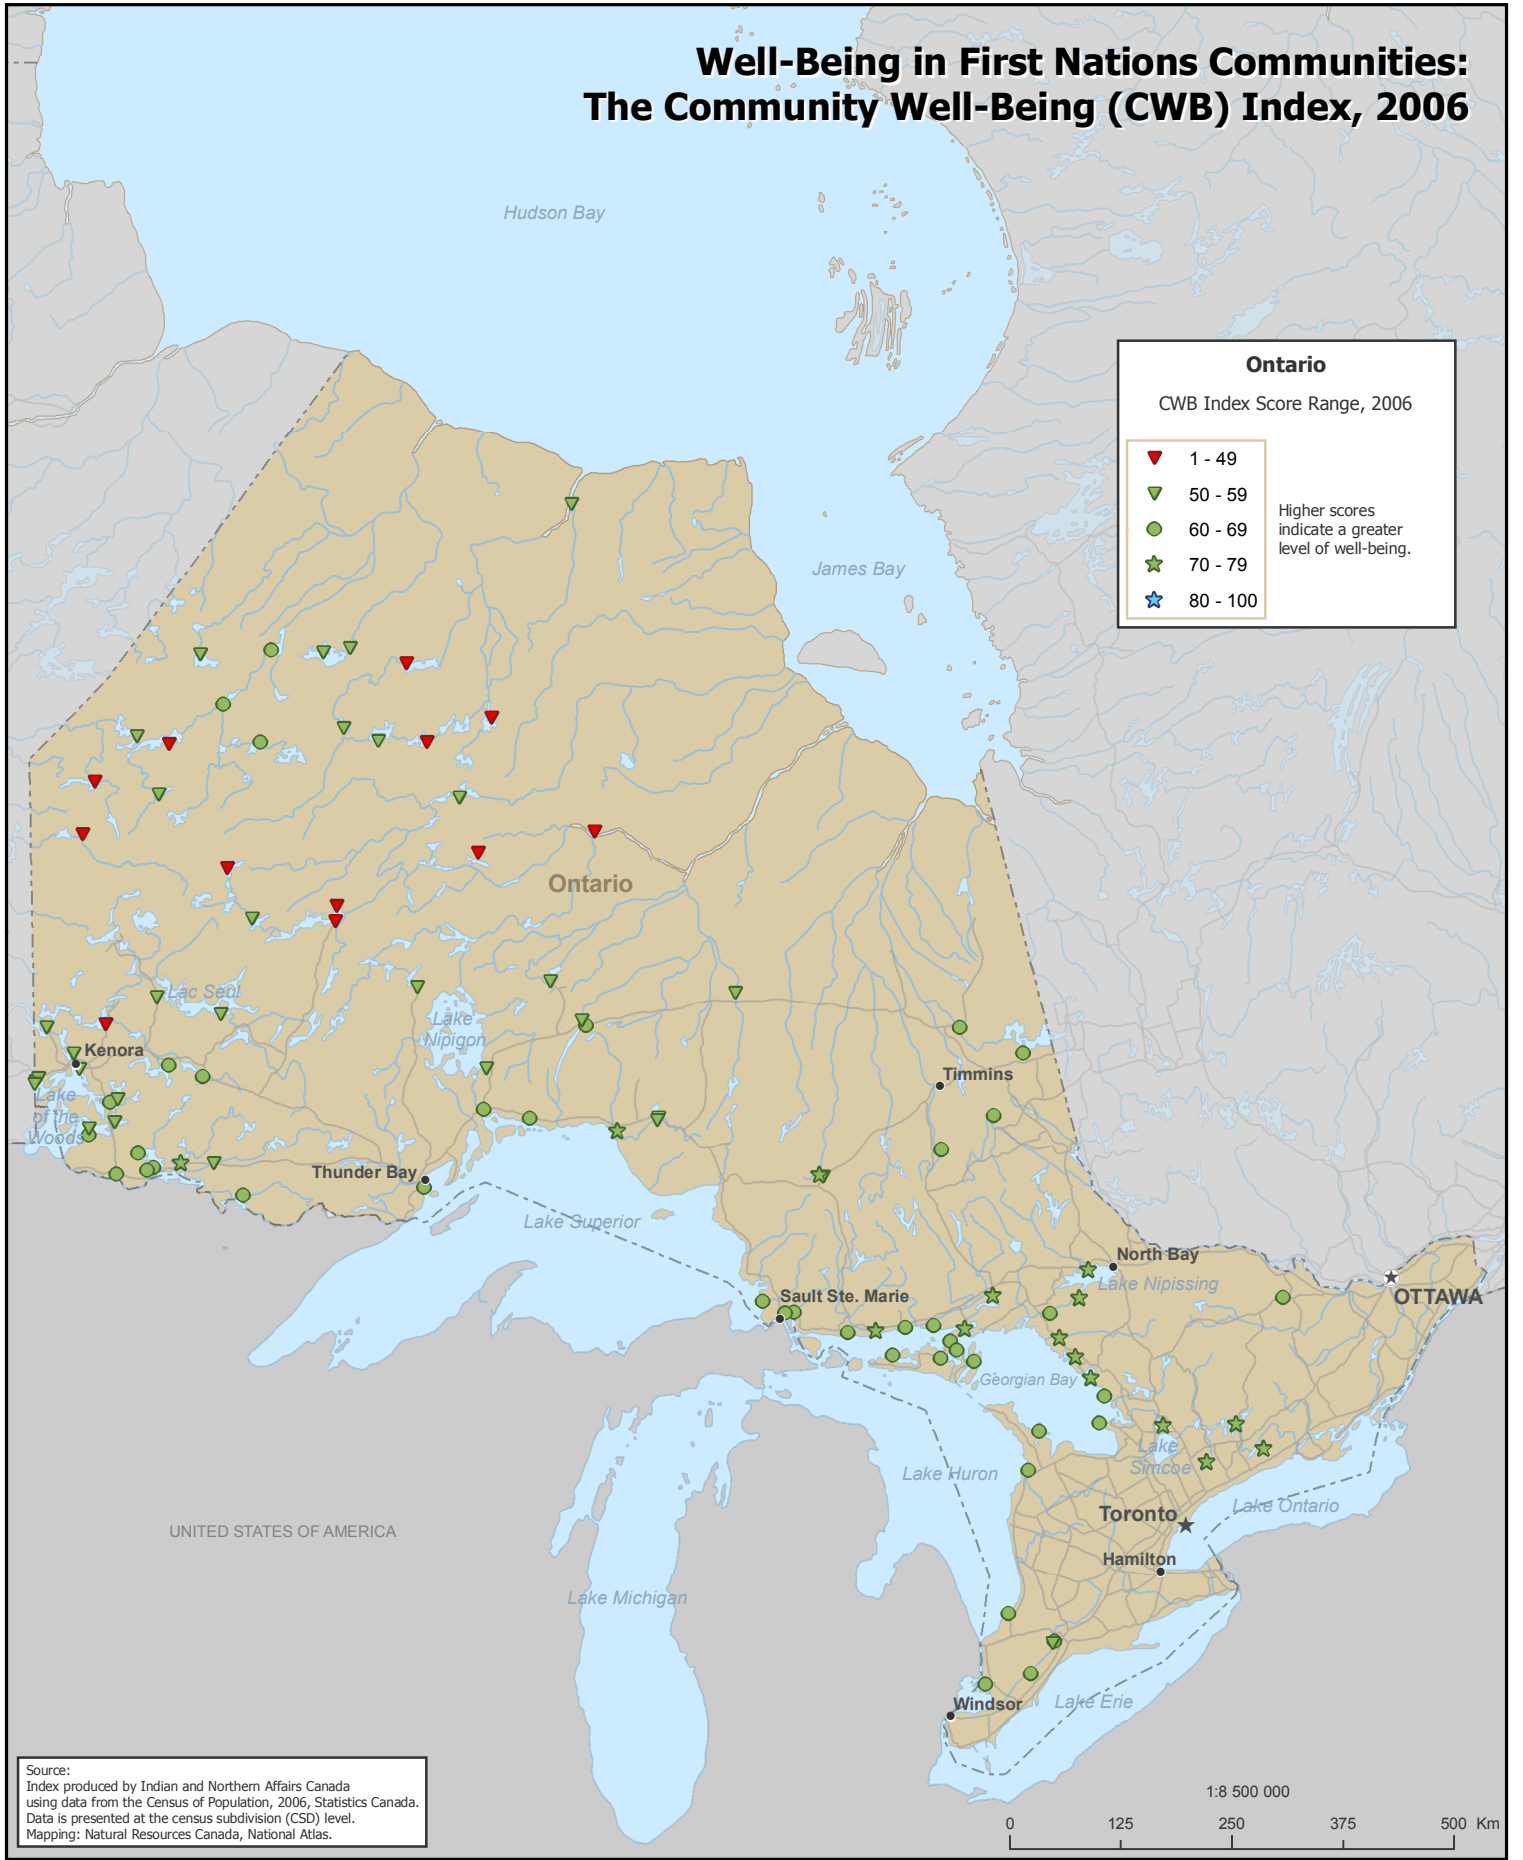 Well-Being in First Nations Communities:
The Community Well-Being (CWB) Index, 2006
Hudson Bay
Ontario
CWB Index Score Range, 2006
1 - 49
50 - 59
60 - 69
70 - 79
80 - 100
Higher scores
indicate a greater
level of well-being.
James Bay
Ontario
Lac Seul
Lake
Nipigon
Kenora
Timmins
Lake
of the
Woods
Thunder Bay
Lake Superior
North Bay
Lake Nipissing
Sault Ste. Marie
OTTAWA
Georgian Bay
Lake
Simcoe
Lake Huron
Lake Ontario
Toronto
UNITED STATES OF AMERICA
Hamilton
Lake Michigan
Windsor
Lake Erie
Source:
Index produced by Indian and Northern Affairs Canada
using data from the Census of Population, 2006, Statistics Canada.
Data is presented at the census subdivision (CSD) level.
Mapping: Natural Resources Canada, National Atlas.
1:8 500 000
0 125 250 375 500 Km